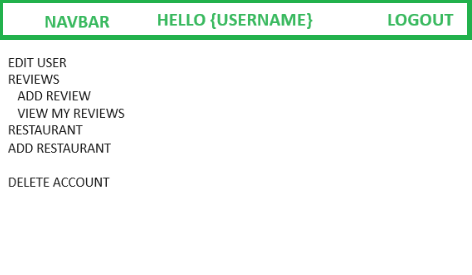 NAVBAR HELLO {USERNAME} LOGOUT
EDIT USER
REVIEWS
ADD REVIEW
VIEW MY REVIEWS
RESTAURANT
ADD RESTAURANT
DELETE ACCOUNT